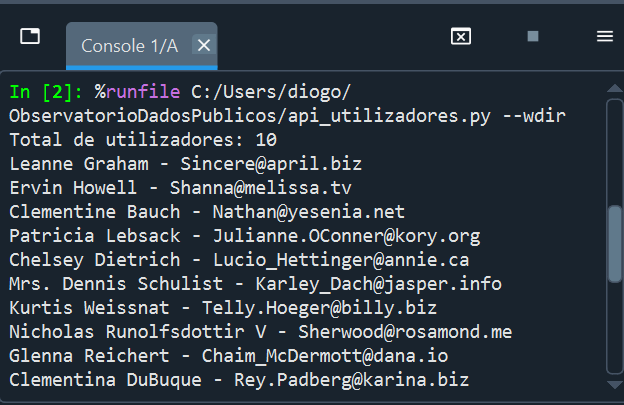 Console 1/A
In [2]: %runfile C:/Users/diogo/
ObservatorioDadosPublicos/api_utilizadores.py --wdir
Total de utilizadores: 10
Leanne Graham - Sincere@april.biz
Ervin Howell - Shanna@melissa.tv
Clementine Bauch - Nathan@yesenia.net
Patricia Lebsack - Julianne.OConner@kory.org
Chelsey Dietrich - Lucio_Hettinger@annie.ca
Mrs. Dennis Schulist - Karley_Dach@jasper.info
Kurtis Weissnat - Telly.Hoeger@billy.biz
Nicholas Runolfsdottir V - Sherwood@rosamond.me
Glenna Reichert - Chaim_McDermott@dana.io
Clementina DuBuque - Rey.Padberg@karina.biz